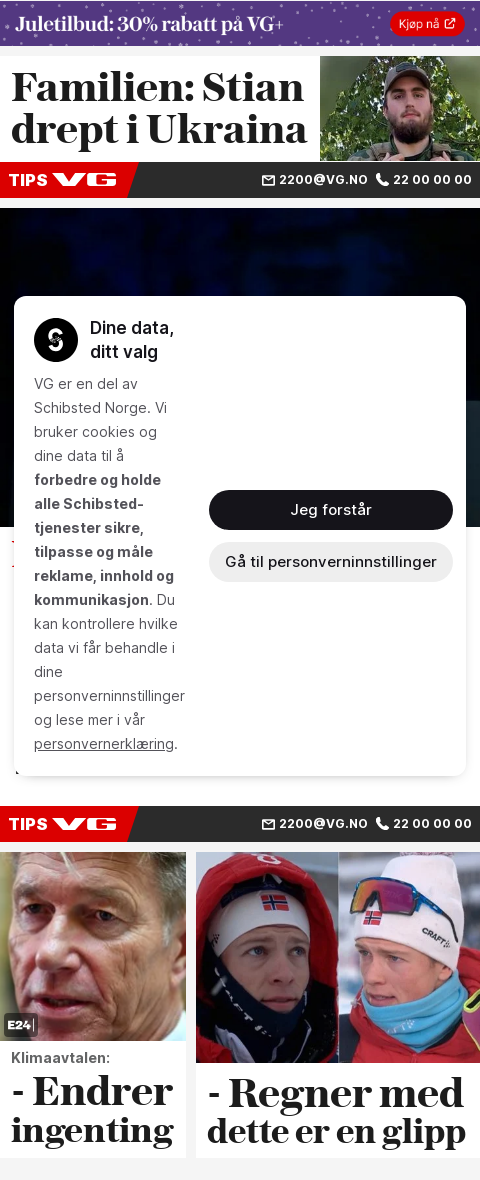 Juletilbud: 30% rabatt på VG+
Kjøp nå
Familien: Stian
drept i Ukraina
TIPS VG
2200@VG.NO
22 00 00 00
Dine data,
ditt valg
VG er en del av
Schibsted Norge. Vi
bruker cookies og
dine data til å
forbedre og holde
alle Schibsted-
tjenester sikre,
tilpasse og måle
reklame, innhold og
kommunikasjon. Du
kan kontrollere hvilke
data vi får behandle i
dine
personverninnstillinger
og lese mer i vår
personvernerklæring.
Jeg forstår
Gå til personverninnstillinger
TIPS VG
2200@VG.NO
22 00 00 00
E24
Klimaavtalen:
- Endrer
ingenting
CRAFT
- Regner med
dette er en glipp